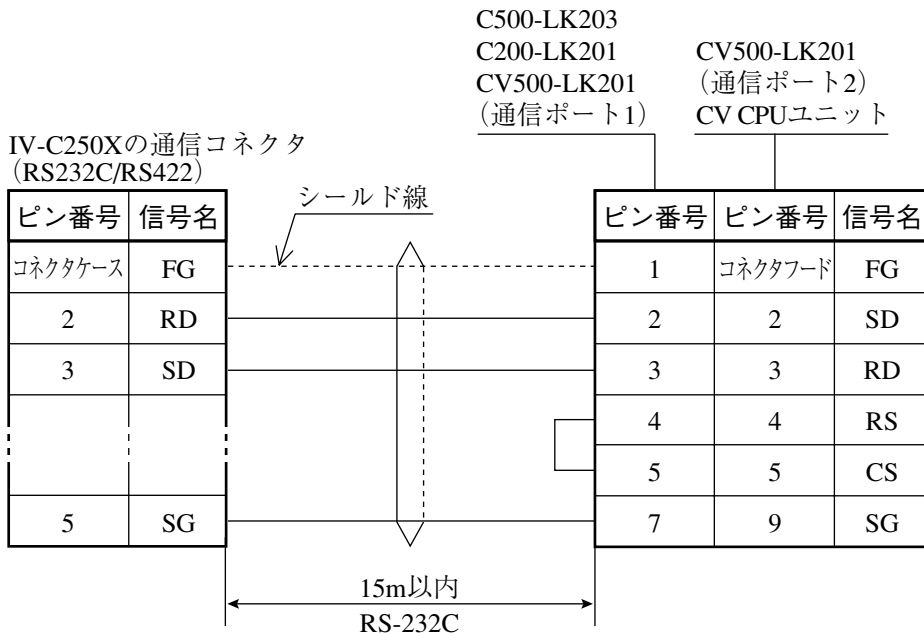 C500-LK203
C200-LK201
CV500-LK201
（通信ポート1）
CV500-LK201
（通信ポート2）
CV CPUユニット
IV-C250Xの通信コネクタ
（RS232C/RS422）
シールド線
ピン番号 信号名
コネクタケース FG
2 RD
3 SD
5 SG
ピン番号 ピン番号 信号名
1 コネクタフード FG
2 2 SD
3 3 RD
4 4 RS
5 5 CS
7 9 SG
15m以内
RS-232C